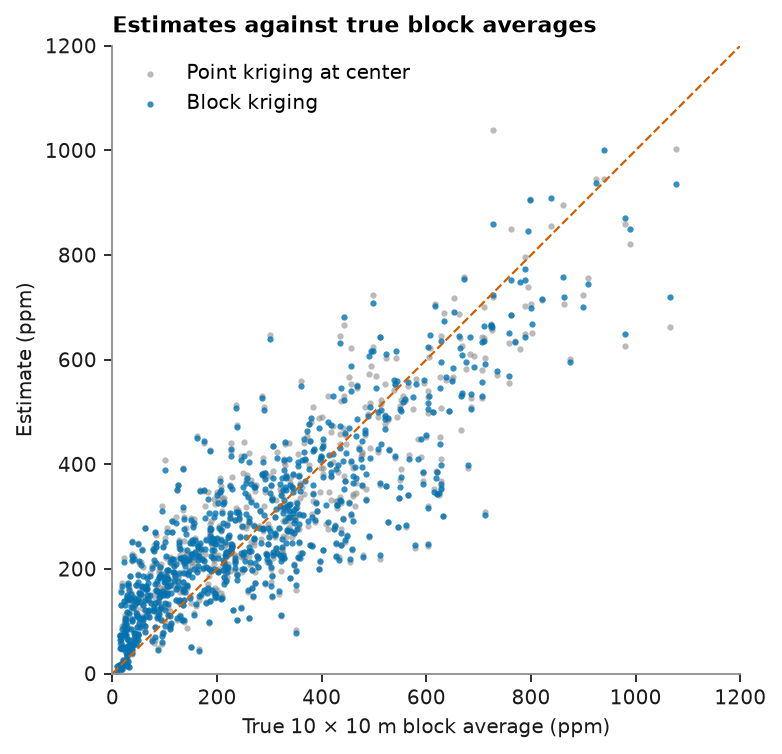 Estimates against true block averages
1200
1000
800
600
400
200
0
Estimate (ppm)
Point kriging at center
Block kriging
0 200 400 600 800 1000 1200
True 10 × 10 m block average (ppm)